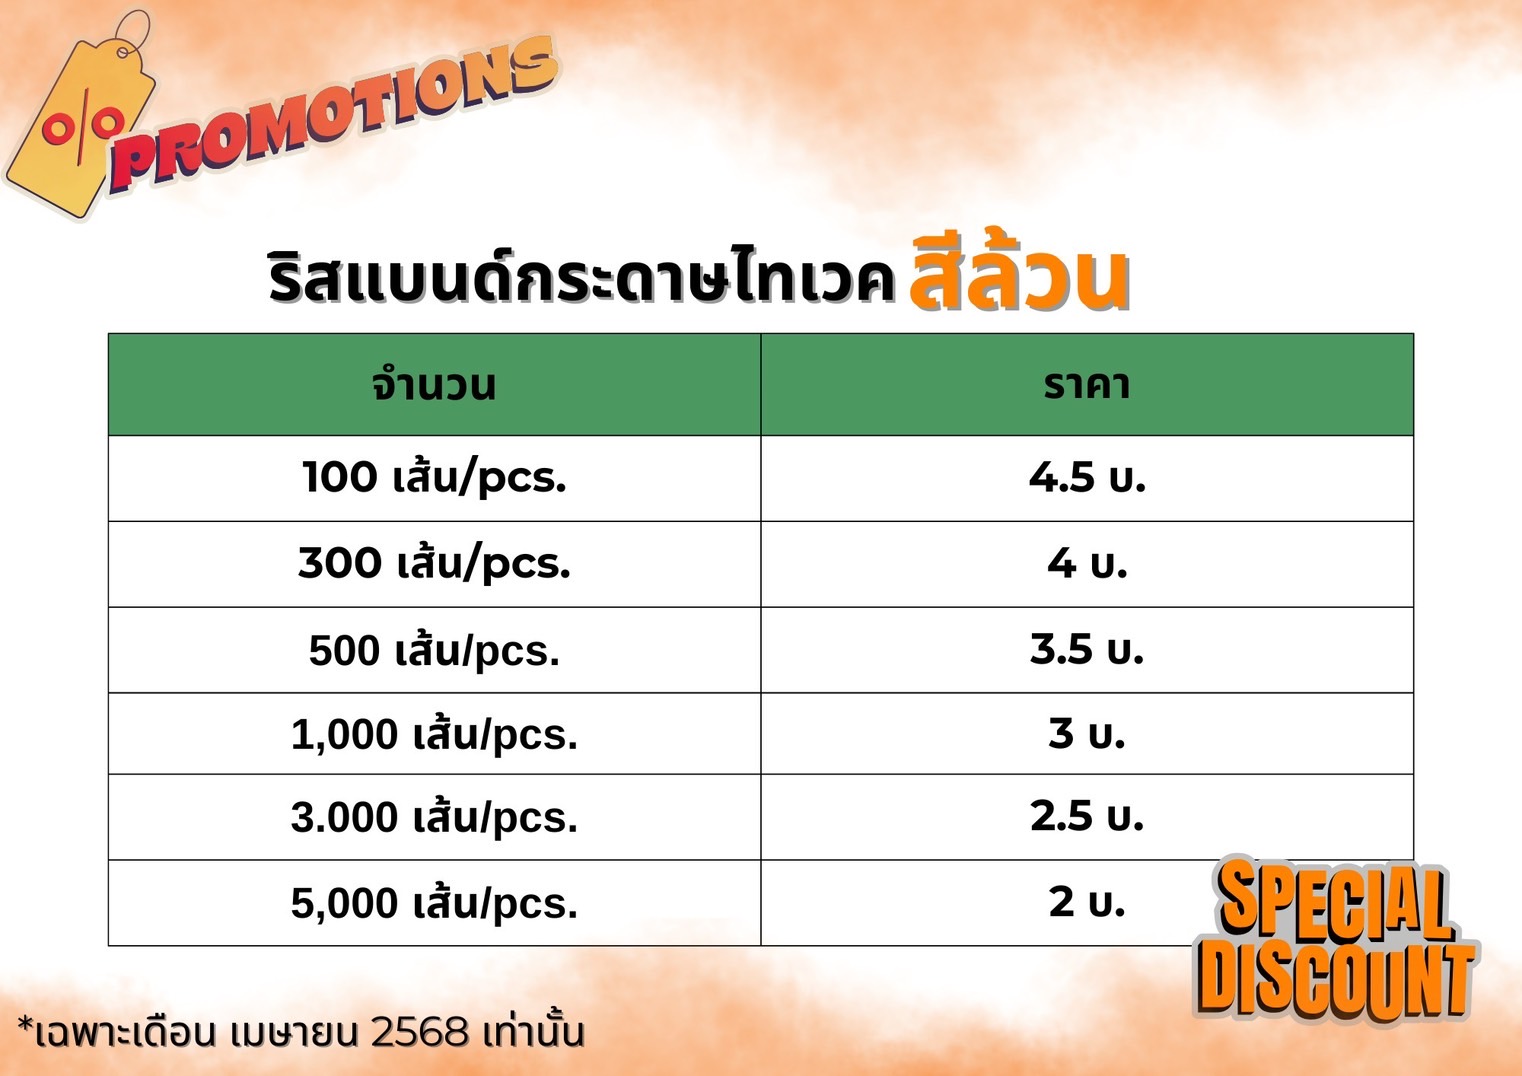 %
PROMOTIONS
ริสแบนด์กระดาษไทเวค สีล้วน
จำนวน ราคา
100 เส้น/pcs. 4.5 บ.
300 เส้น/pcs. 4 บ.
500 เส้น/pcs. 3.5 บ.
1,000 เส้น/pcs. 3 บ.
3.000 เส้น/pcs. 2.5 บ.
5,000 เส้น/pcs. 2 บ.
SPECIAL
DISCOUNT
*เฉพาะเดือน เมษายน 2568 เท่านั้น